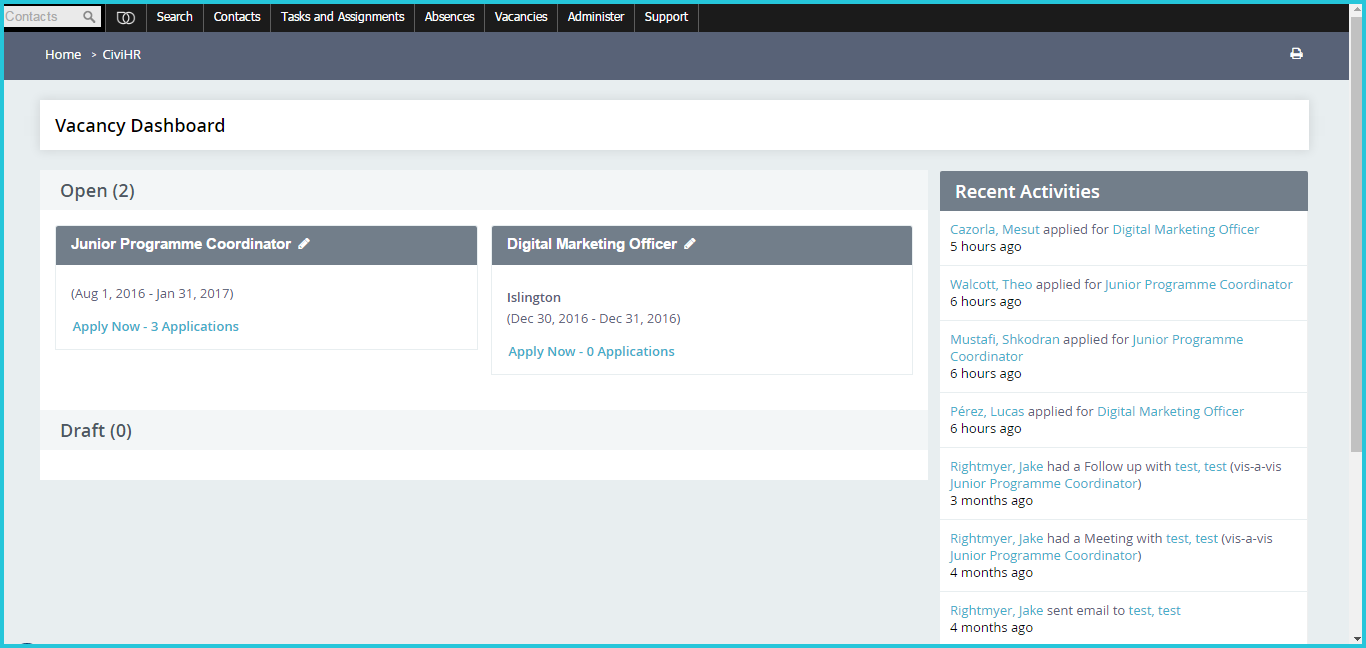 Contacts
Search
Contacts
Tasks and Assignments
Absences
Vacancies
Administer
Support
Home > CiviHR
Vacancy Dashboard
Open (2)
Junior Programme Coordinator
(Aug 1, 2016 - Jan 31, 2017)
Apply Now - 3 Applications
Digital Marketing Officer
Islington
(Dec 30, 2016 - Dec 31, 2016)
Apply Now - 0 Applications
Draft (0)
Recent Activities
Cazorla, Mesut applied for Digital Marketing Officer
5 hours ago
Walcott, Theo applied for Junior Programme Coordinator
6 hours ago
Mustafi, Shkodran applied for Junior Programme
Coordinator
6 hours ago
Pérez, Lucas applied for Digital Marketing Officer
6 hours ago
Rightmyer, Jake had a Follow up with test, test (vis-a-vis
Junior Programme Coordinator)
3 months ago
Rightmyer, Jake had a Meeting with test, test (vis-a-vis
Junior Programme Coordinator)
4 months ago
Rightmyer, Jake sent email to test, test
4 months ago